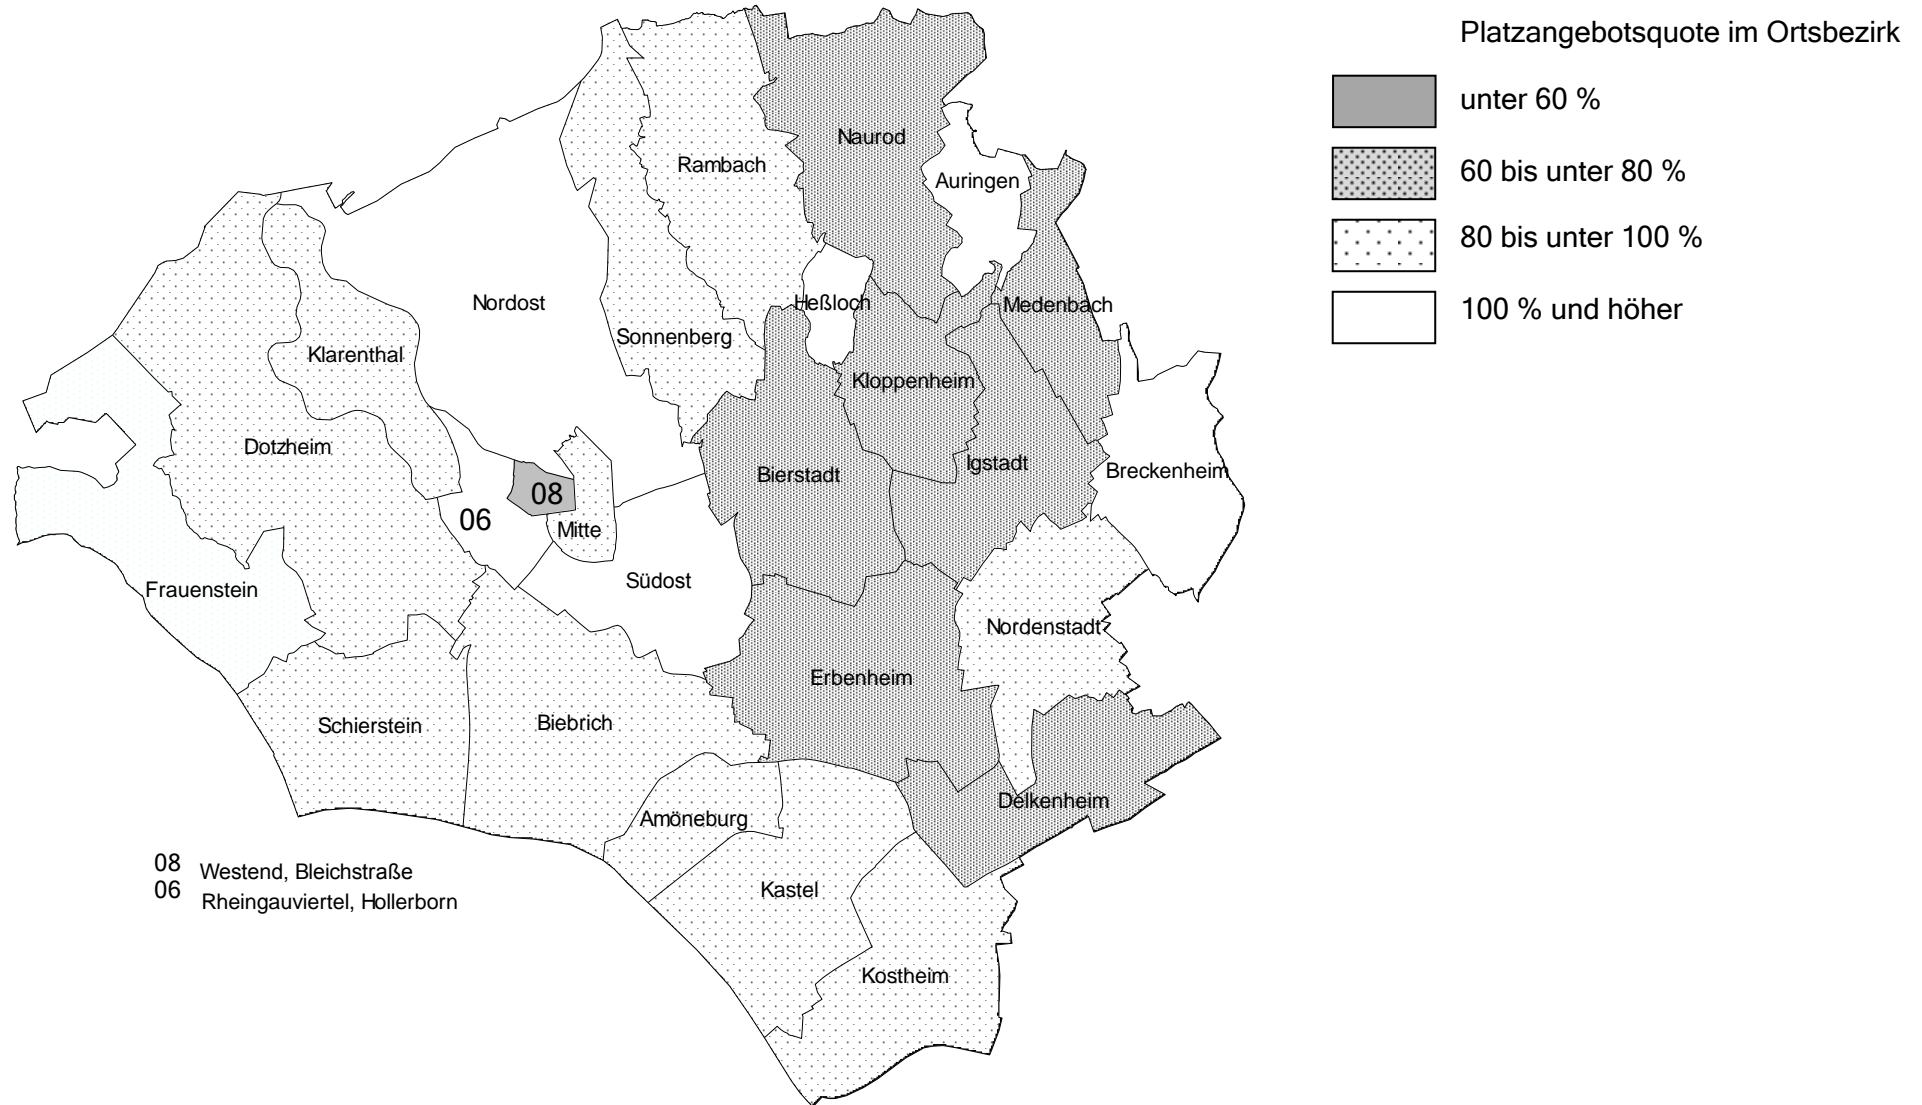 Platzangebotsquote im Ortsbezirk
unter 60 %
60 bis unter 80 %
80 bis unter 100 %
100 % und höher
Naurod
Rambach
Auringen
Nordost
Heßloch
Medenbach
Sonnenberg
Klarenthal
Kloppenheim
Dotzheim
Igstadt
Breckenheim
Bierstadt
08
06
Mitte
Südost
Frauenstein
Nordenstadt
Erbenheim
Schierstein
Biebrich
Delkenheim
Amöneburg
Kastel
Kostheim
08 Westend, Bleichstraße
06 Rheingauviertel, Hollerborn